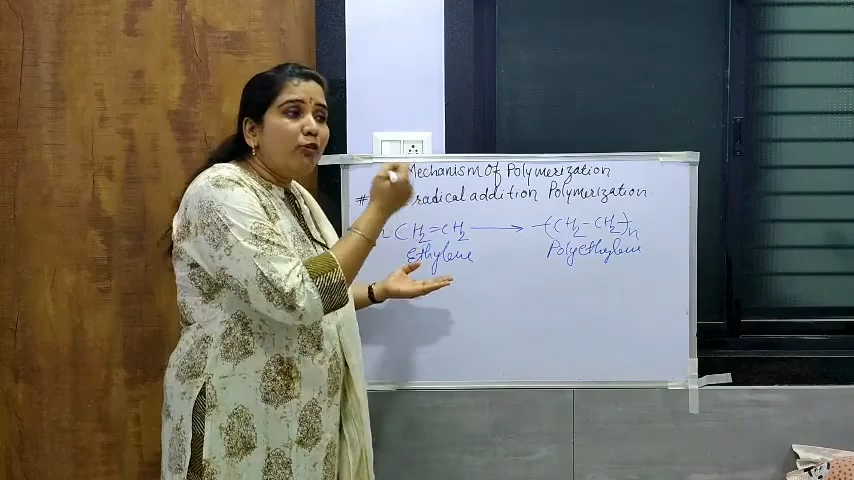 Mechanism of Polymerization
# radical addition Polymerization
n CH2=CH2 ⟶ -(CH2-CH2)n
Ethylene Polyethylene